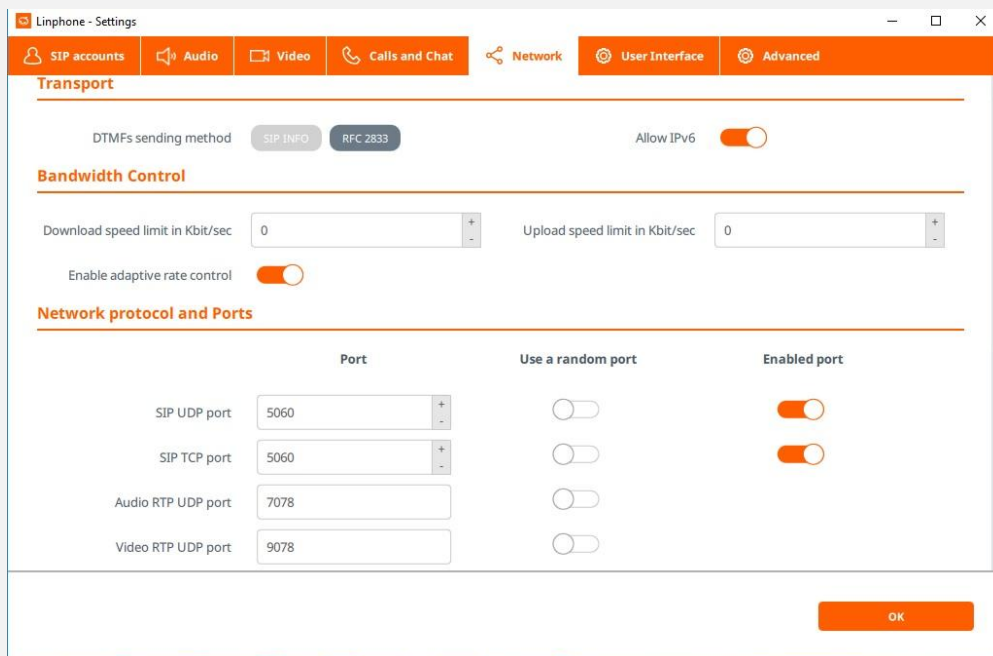 Linphone - Settings
SIP accounts Audio Video Calls and Chat Network User Interface Advanced
Transport
DTMFs sending method SIP INFO RFC 2833 Allow IPv6
Bandwidth Control
Download speed limit in Kbit/sec 0 + - Upload speed limit in Kbit/sec 0 + -
Enable adaptive rate control
Network protocol and Ports
Port Use a random port Enabled port
SIP UDP port 5060 + -
SIP TCP port 5060 + -
Audio RTP UDP port 7078
Video RTP UDP port 9078
OK